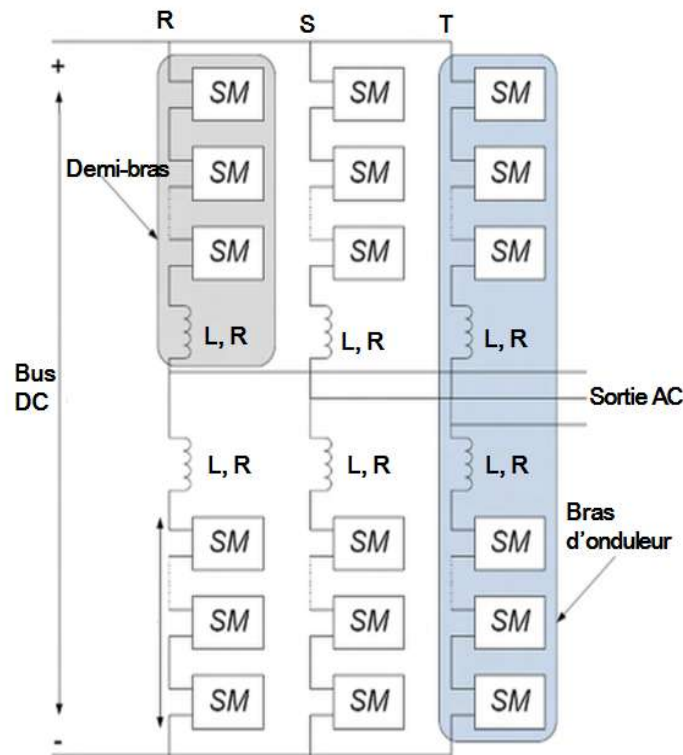 R S T
+
SM SM SM
Demi-bras
SM SM SM
SM SM SM
L, R L, R L, R
Bus
DC
Sortie AC
L, R L, R L, R
Bras
d'onduleur
SM SM SM
SM SM SM
SM SM SM
-